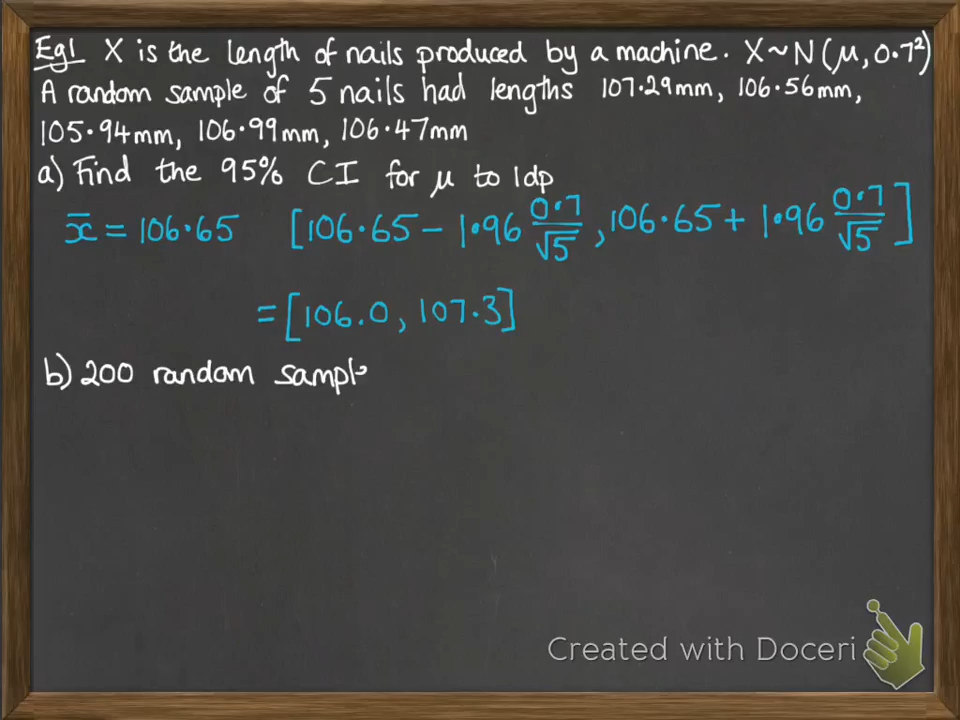 Eg1 X is the length of nails produced by a machine. X~N(μ, 0.7²)
A random sample of 5 nails had lengths 107.29mm, 106.56mm,
105.94mm, 106.99mm, 106.47mm
a) Find the 95% CI for μ to 1dp
x̄ = 106.65 [106.65 - 1.96 0.7/√5, 106.65 + 1.96 0.7/√5]
= [106.0, 107.3]
b) 200 random sampl
Created with Doceri